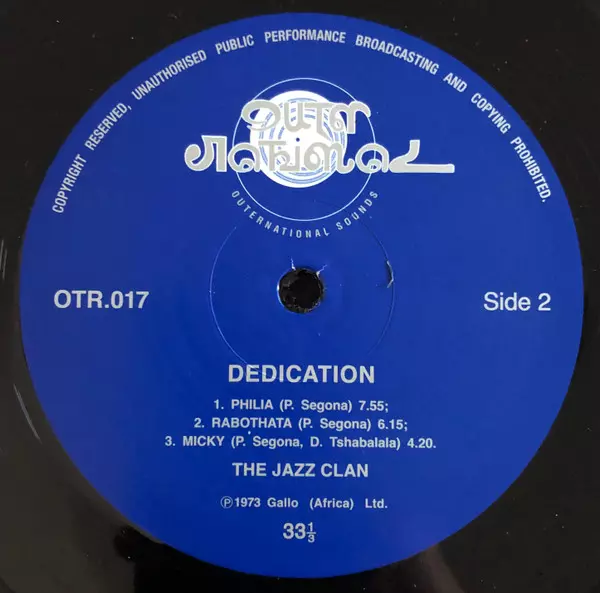 COPYRIGHT RESERVED, UNAUTHORISED PUBLIC PERFORMANCE BROADCASTING AND COPYING PROHIBITED.
OUTER
NATIONAL
OUTERNATIONAL SOUNDS
OTR.017
Side 2
DEDICATION
1. PHILIA (P. Segona) 7.55;
2. RABOTHATA (P. Segona) 6.15;
3. MICKY (P. Segona, D. Tshabalala) 4.20.
THE JAZZ CLAN
℗1973 Gallo (Africa) Ltd.
33⅓